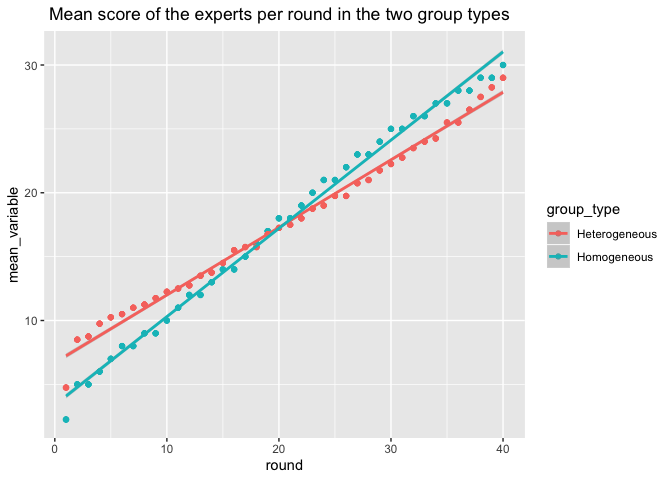 Mean score of the experts per round in the two group types
mean_variable
30
20
10
0
10
20
30
40
round
group_type
Heterogeneous
Homogeneous